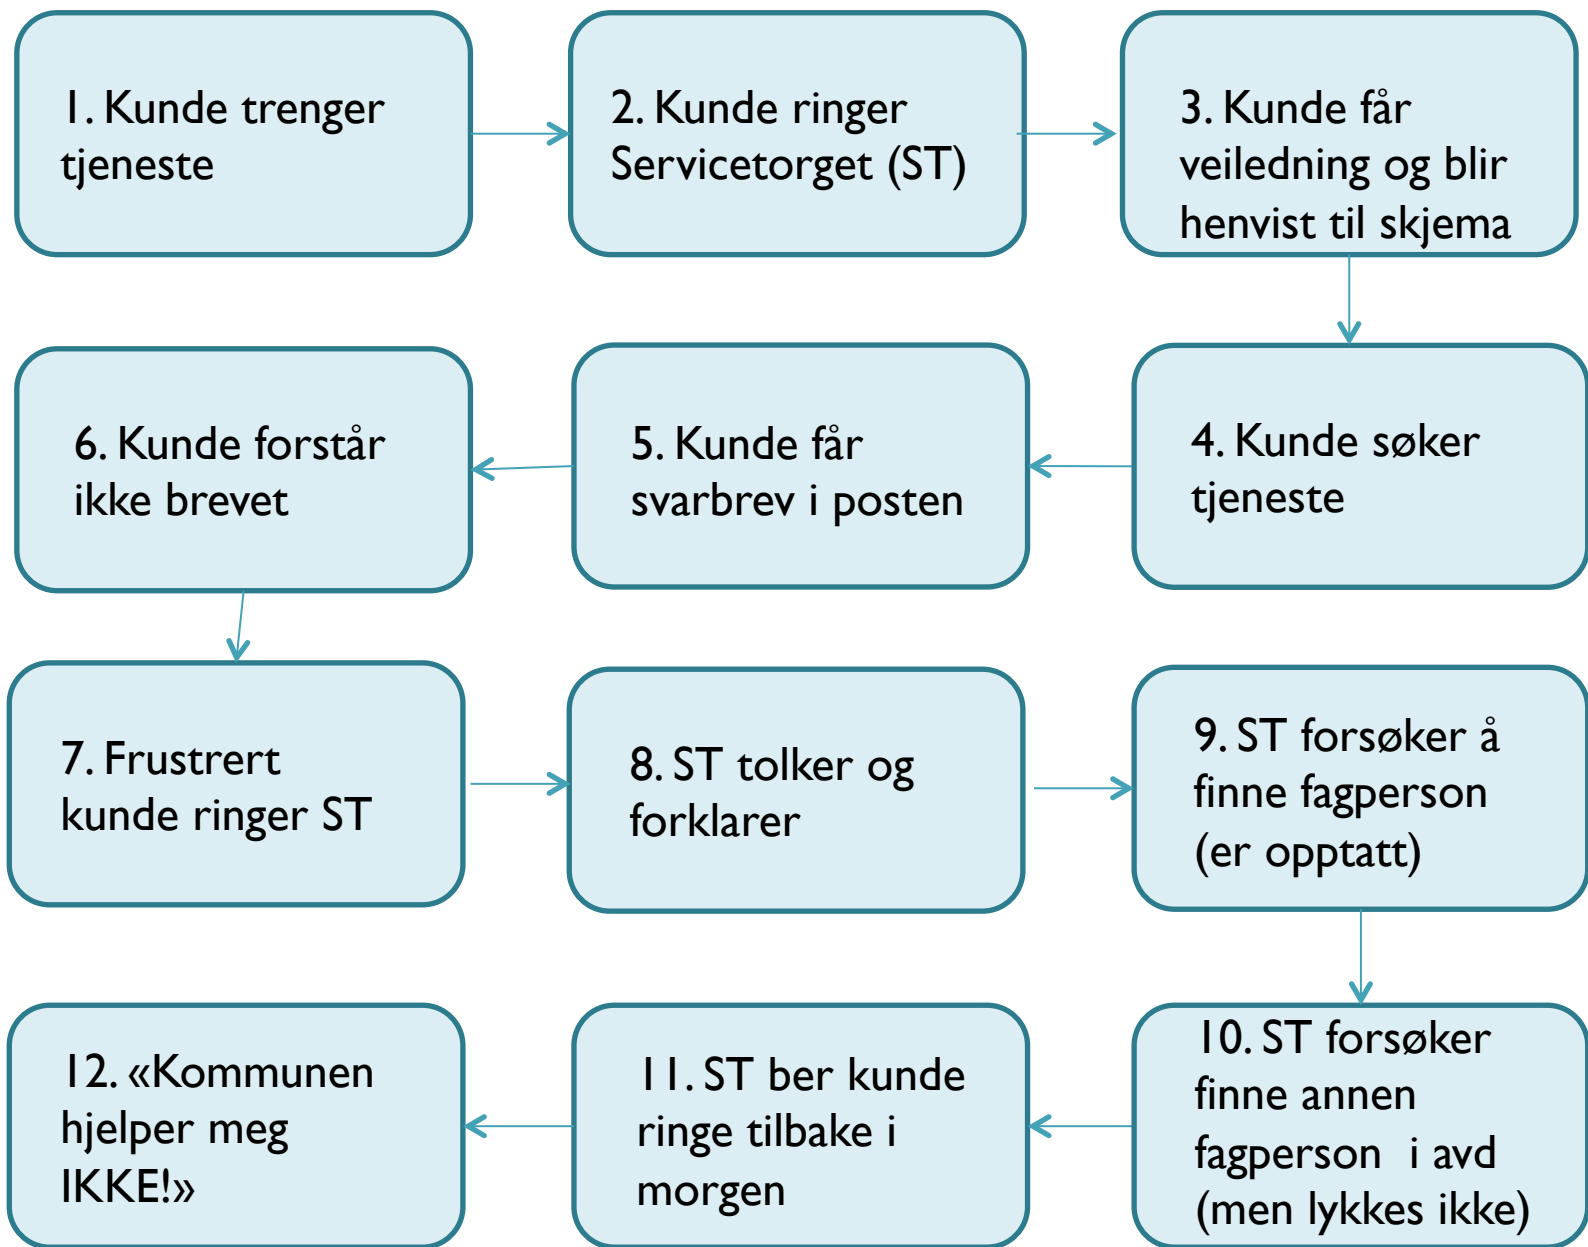 1. Kunde trenger
tjeneste
2. Kunde ringer
Servicetorget (ST)
3. Kunde får
veiledning og blir
henvist til skjema
4. Kunde søker
tjeneste
5. Kunde får
svarbrev i posten
6. Kunde forstår
ikke brevet
7. Frustrert
kunde ringer ST
8. ST tolker og
forklarer
9. ST forsøker å
finne fagperson
(er opptatt)
10. ST forsøker
finne annen
fagperson i avd
(men lykkes ikke)
11. ST ber kunde
ringe tilbake i
morgen
12. «Kommunen
hjelper meg
IKKE!»